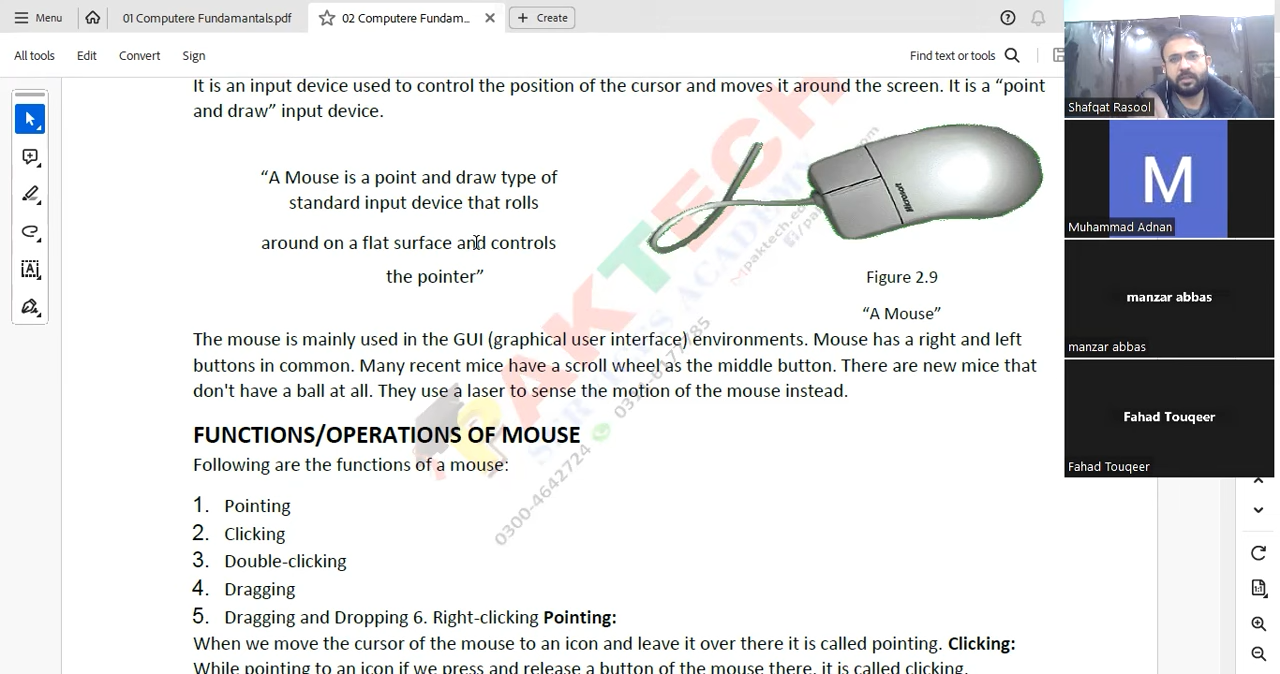 Menu
01 Computere Fundamantals.pdf
02 Computere Fundam...
Create
All tools
Edit
Convert
Sign
Find text or tools
It is an input device used to control the position of the cursor and moves it around the screen. It is a “point
and draw” input device.
“A Mouse is a point and draw type of
standard input device that rolls
around on a flat surface and controls
the pointer”
Microsoft
Figure 2.9
“A Mouse”
The mouse is mainly used in the GUI (graphical user interface) environments. Mouse has a right and left
buttons in common. Many recent mice have a scroll wheel as the middle button. There are new mice that
don't have a ball at all. They use a laser to sense the motion of the mouse instead.
FUNCTIONS/OPERATIONS OF MOUSE
Following are the functions of a mouse:
1. Pointing
2. Clicking
3. Double-clicking
4. Dragging
5. Dragging and Dropping 6. Right-clicking Pointing:
When we move the cursor of the mouse to an icon and leave it over there it is called pointing. Clicking:
While pointing to an icon if we press and release a button of the mouse there, it is called clicking.
PAKTECH
ACADEMY
0300-4642724
Shafqat Rasool
M
Muhammad Adnan
manzar abbas
manzar abbas
Fahad Touqeer
Fahad Touqeer